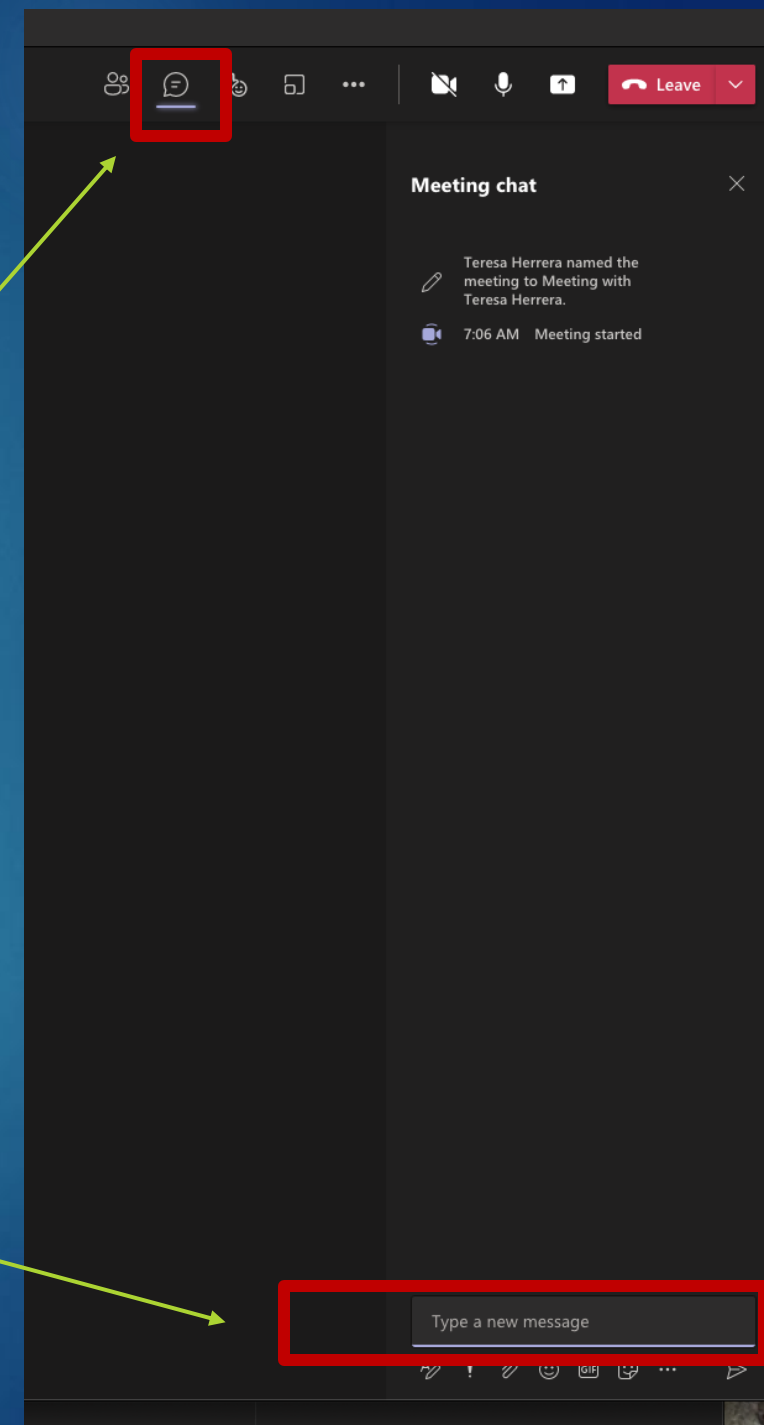 Leave
Meeting chat
Teresa Herrera named the
meeting to Meeting with
Teresa Herrera.
7:06 AM Meeting started
Type a new message
GIF